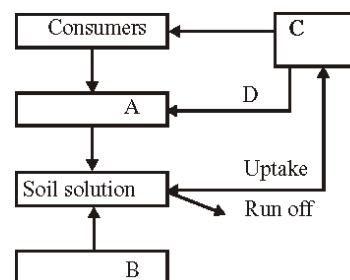 Consumers
C
A
D
Uptake
Soil solution
Run off
B